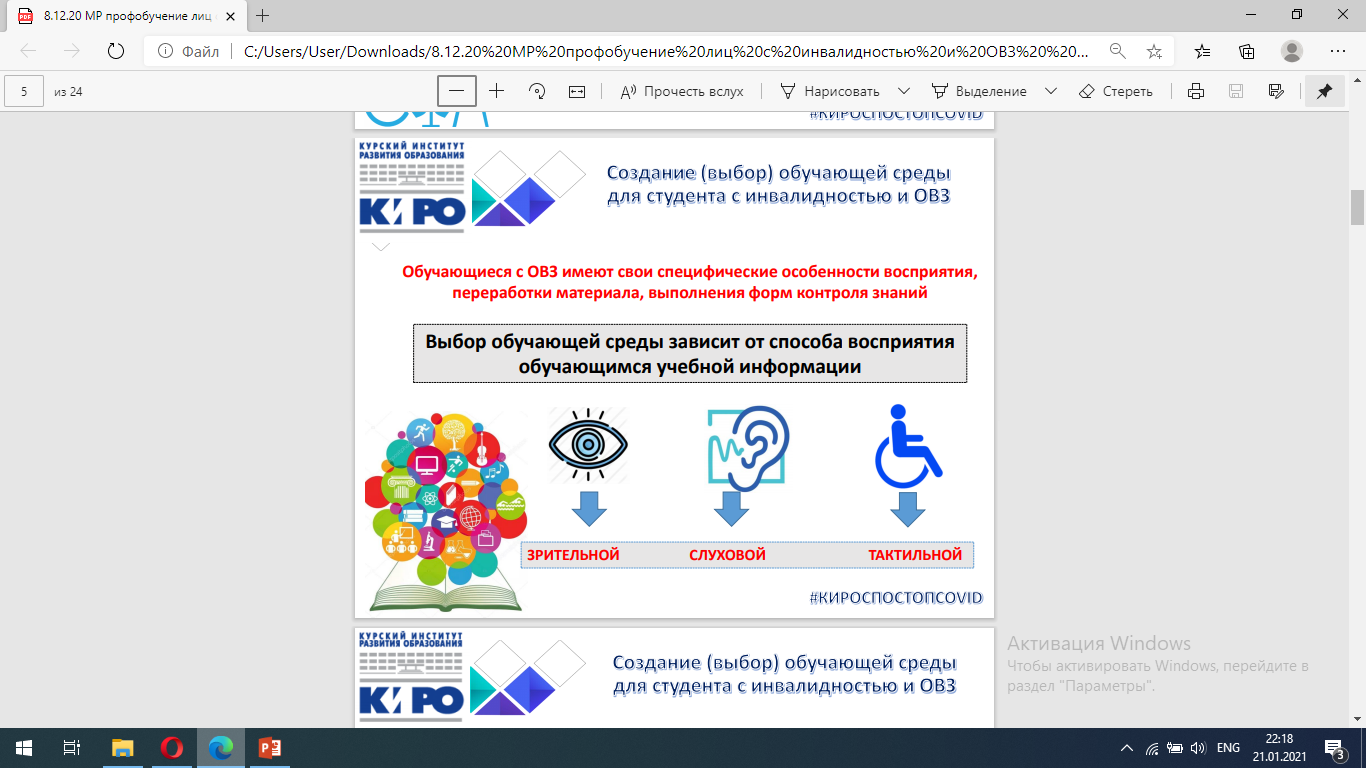 8.12.20 МР профобучение лиц
Файл
C:/Users/User/Downloads/8.12.20%20МР%20профобучение%20лиц%20с%20инвалидностью%20и%20ОВЗ%20%20...
5 из 24
Прочесть вслух
Нарисовать
Выделение
Стереть
#КИРОСПОСТОПCOVID
КУРСКИЙ ИНСТИТУТ
РАЗВИТИЯ ОБРАЗОВАНИЯ
КИРО
Создание (выбор) обучающей среды
для студента с инвалидностью и ОВЗ
Обучающиеся с ОВЗ имеют свои специфические особенности восприятия,
переработки материала, выполнения форм контроля знаний
Выбор обучающей среды зависит от способа восприятия
обучающимся учебной информации
ЗРИТЕЛЬНОЙ СЛУХОВОЙ ТАКТИЛЬНОЙ
#КИРОСПОСТОПCOVID
КУРСКИЙ ИНСТИТУТ
РАЗВИТИЯ ОБРАЗОВАНИЯ
КИРО
Создание (выбор) обучающей среды
для студента с инвалидностью и ОВЗ
Активация Windows
Чтобы активировать Windows, перейдите в
раздел "Параметры".
ENG
22:18
21.01.2021
3